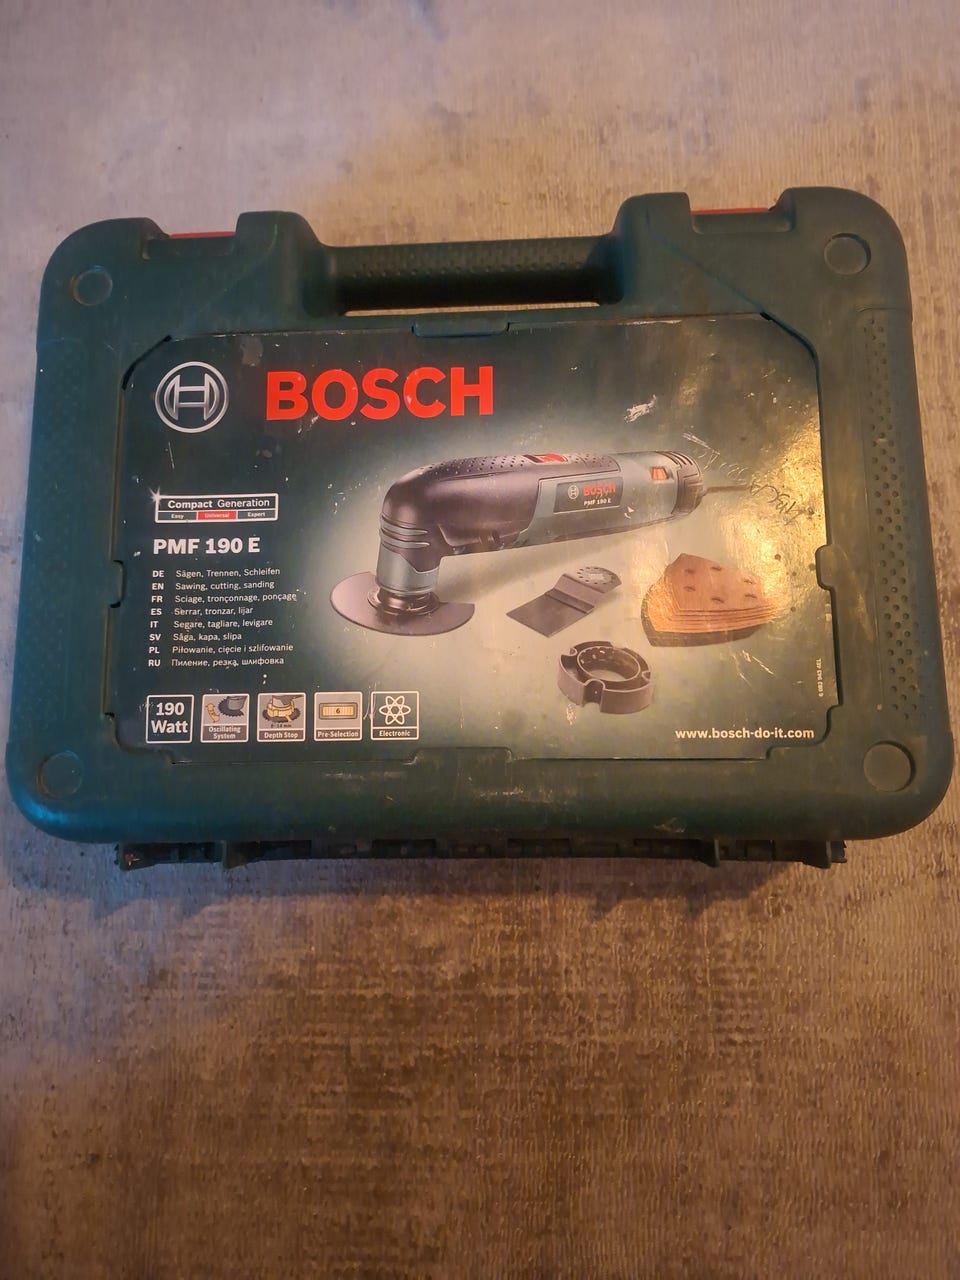 BOSCH
Compact Generation
Easy Universal Expert
PMF 190 E
DE Sägen, Trennen, Schleifen
EN Sawing, cutting, sanding
FR Sciage, tronçonnage, ponçage
ES Serrar, tronzar, lijar
IT Segare, tagliare, levigare
SV Såga, kapa, slipa
PL Piłowanie, cięcie i szlifowanie
RU Пиление, резка, шлифовка
BOSCH
PMF 190 E
190
Watt
Oscillating
System
Depth Stop
6
Pre-Selection
Electronic
www.bosch-do-it.com